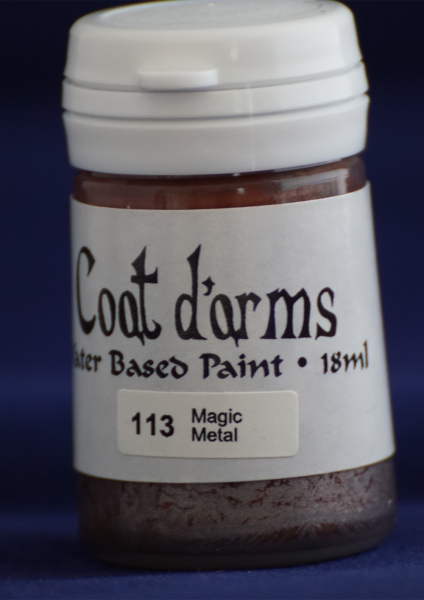 Coat d'arms
ater Based Paint • 18ml
113 Magic
Metal